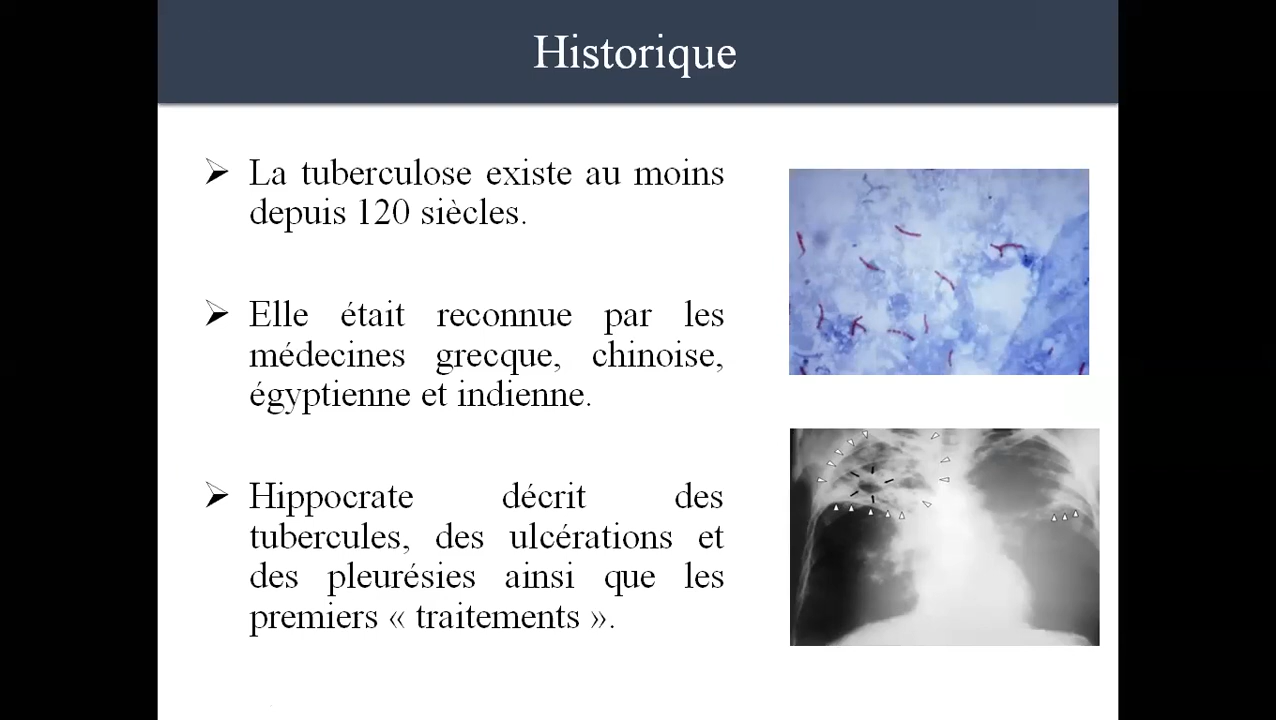 Historique
La tuberculose existe au moins
depuis 120 siècles.
Elle était reconnue par les
médecines grecque, chinoise,
égyptienne et indienne.
Hippocrate décrit des
tubercules, des ulcérations et
des pleurésies ainsi que les
premiers « traitements ».